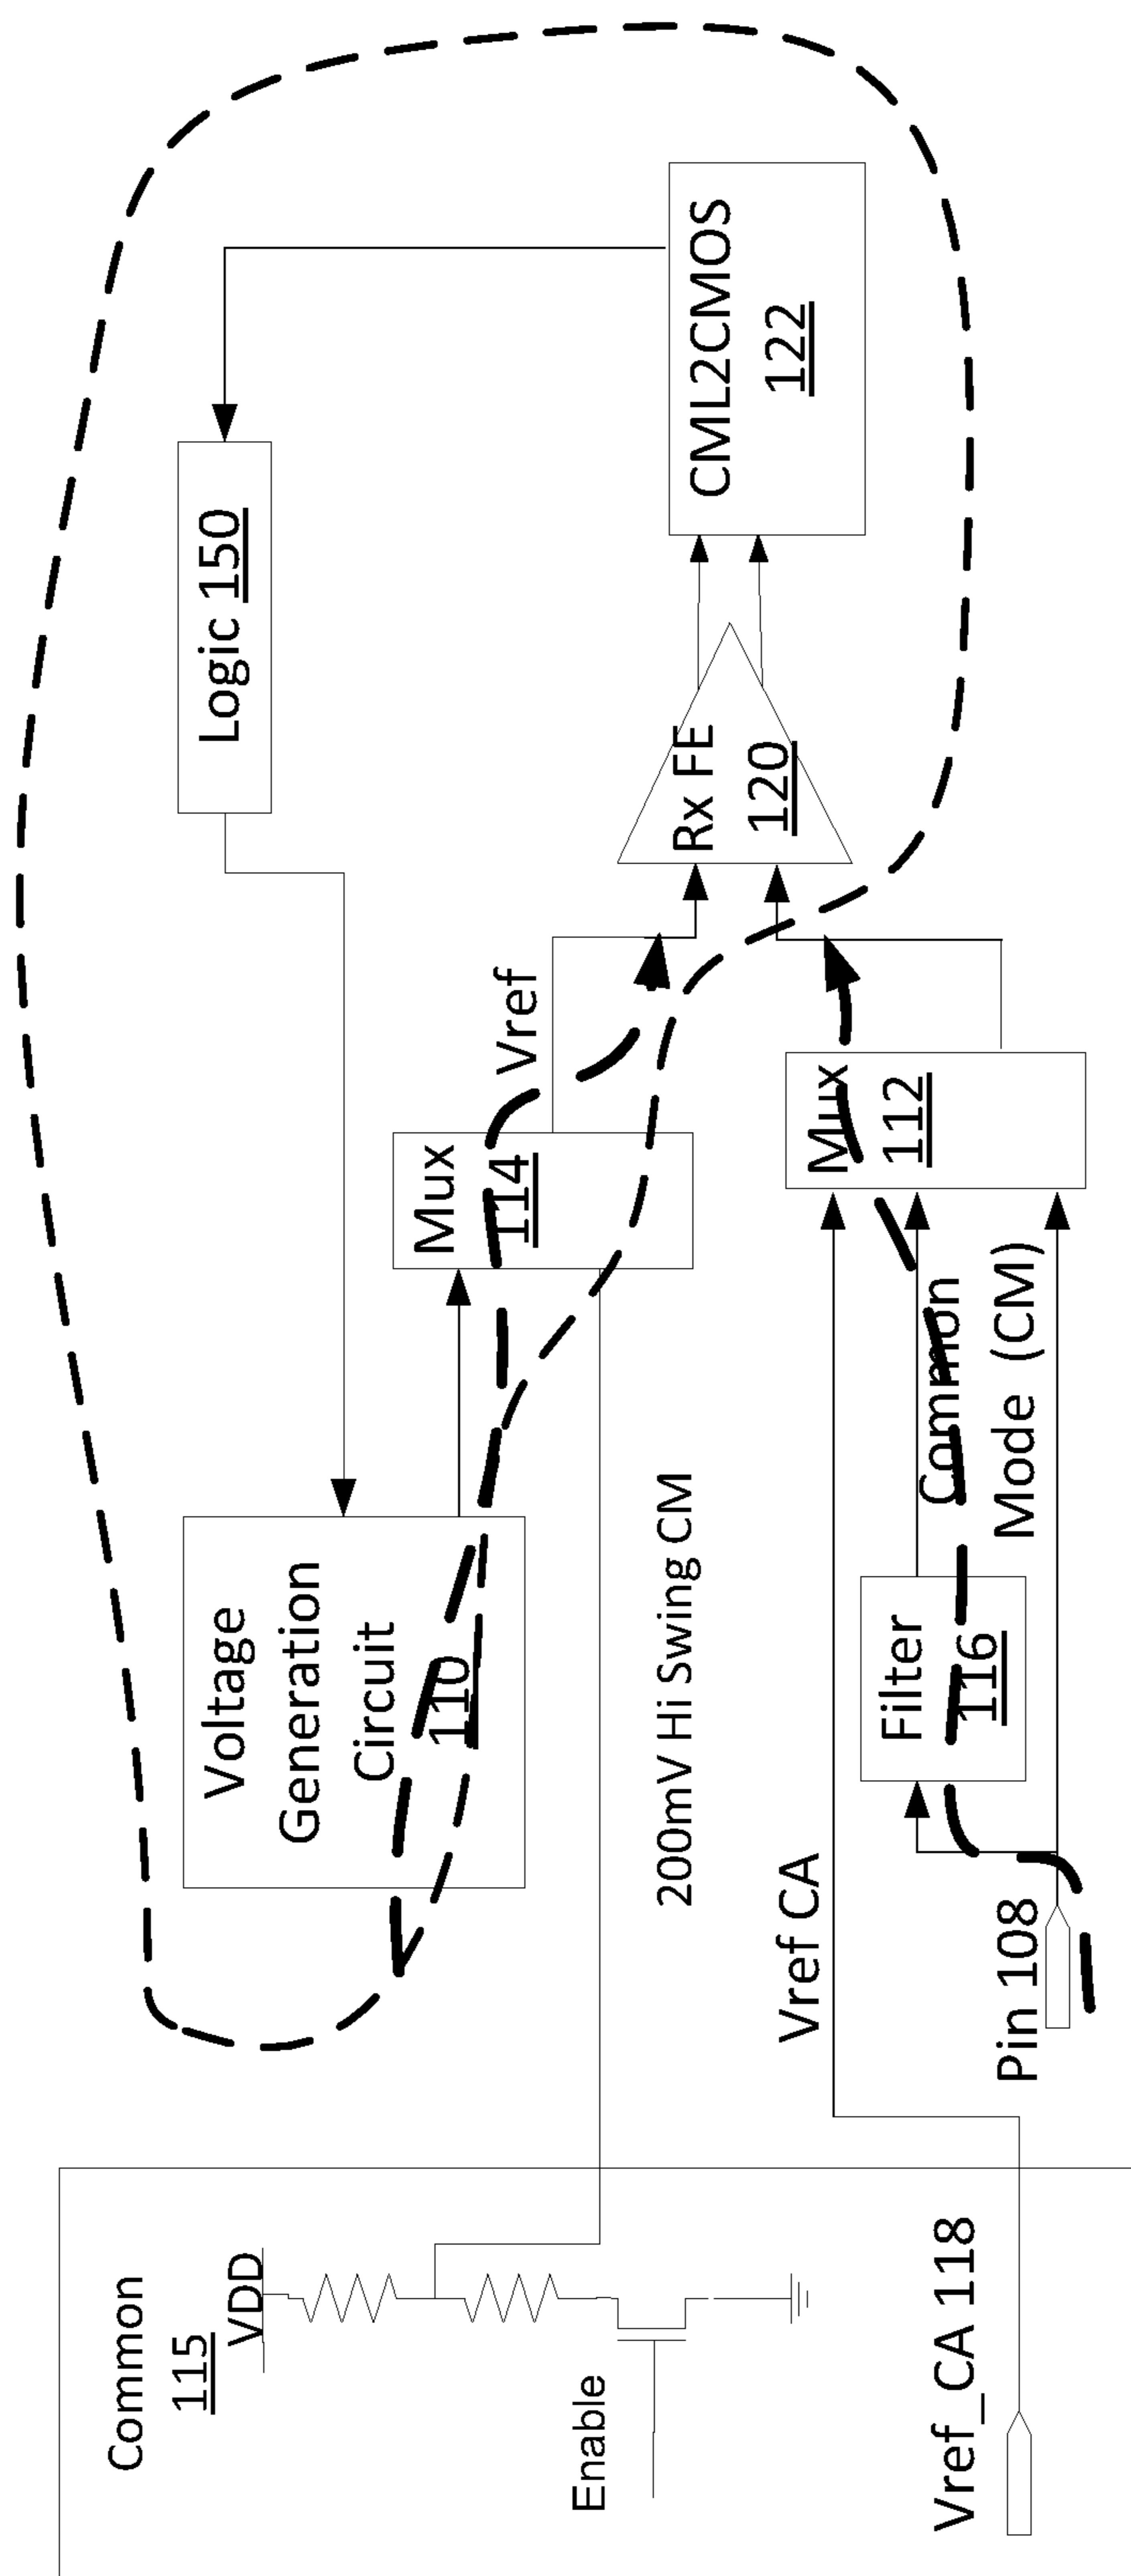 Common
115
VDD
Enable
Vref_CA 118
Voltage
Generation
Circuit
110
Logic 150
200mV Hi Swing CM
Mux
114
Vref
Rx FE
120
CML2CMOS
122
Vref CA
Pin 108
Filter
116
Common
Mode (CM)
Mux
112